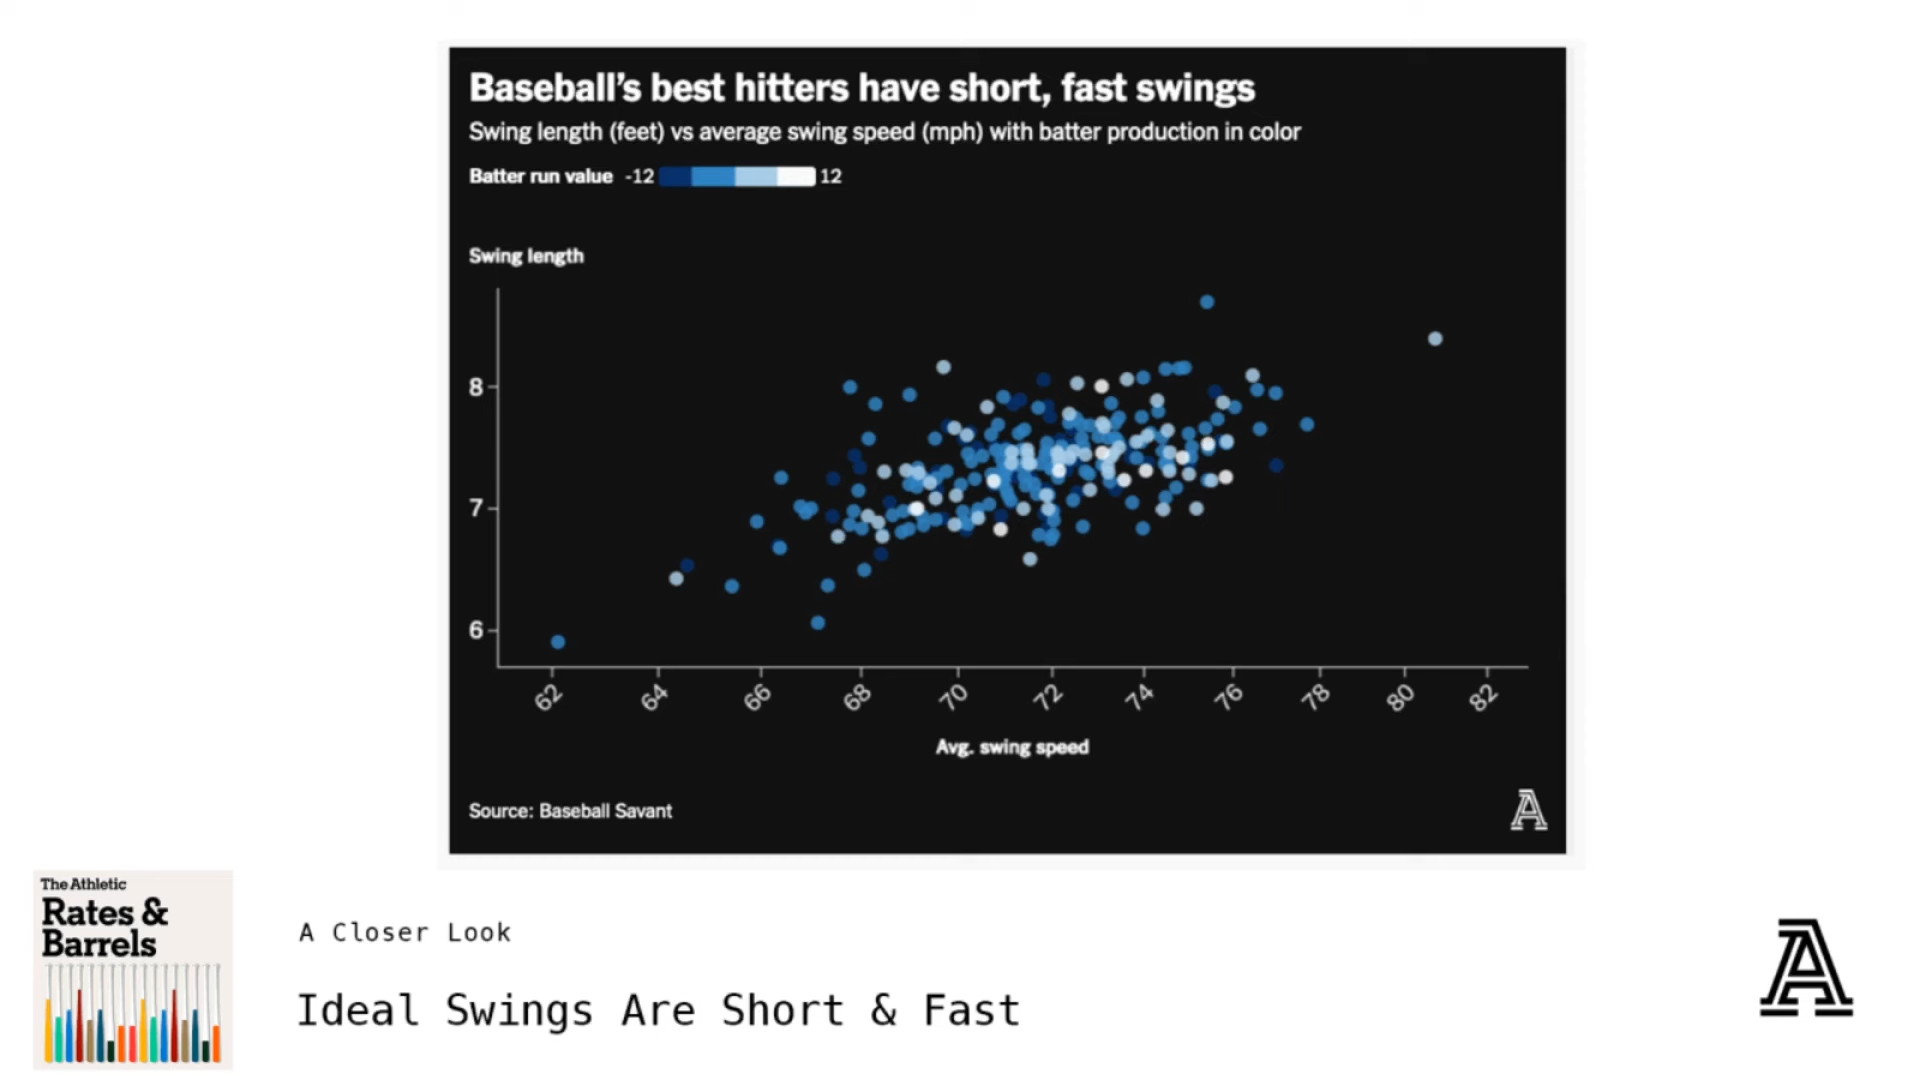 Baseball's best hitters have short, fast swings
Swing length (feet) vs average swing speed (mph) with batter production in color
Batter run value -12 12
Swing length
8
7
6
62 64 66 68 70 72 74 76 78 80 82
Avg. swing speed
Source: Baseball Savant
A
The Athletic
Rates &
Barrels
A Closer Look
Ideal Swings Are Short & Fast
A